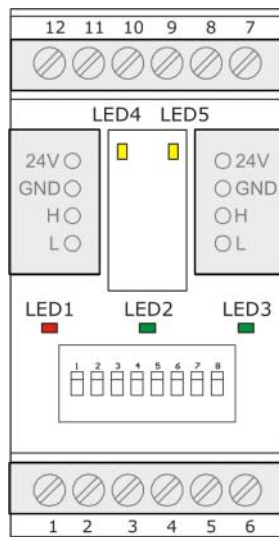 12 11 10 9 8 7
LED4 LED5
24V 24V
GND GND
H H
L L
LED1 LED2 LED3
1 2 3 4 5 6 7 8
1 2 3 4 5 6